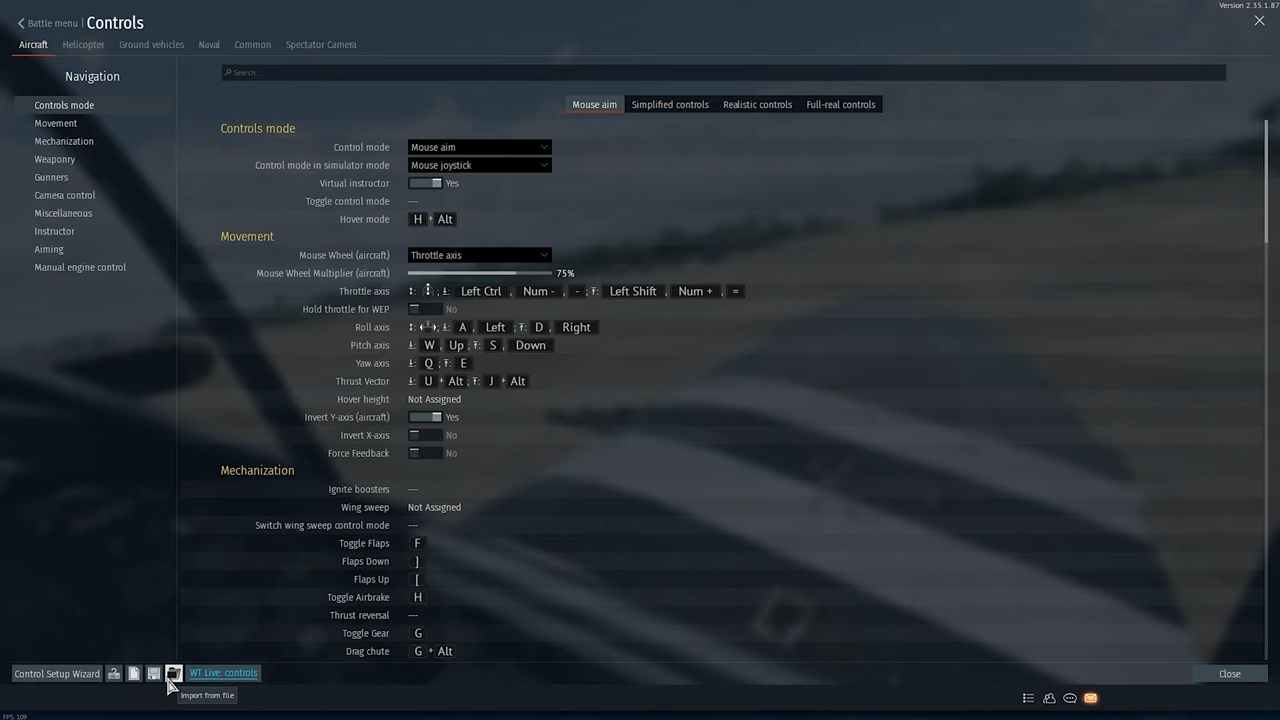 Version 2.35.1.87
Battle menu | Controls
Aircraft Helicopter Ground vehicles Naval Common Spectator Camera
Navigation
Controls mode
Movement
Mechanization
Weaponry
Gunners
Camera control
Miscellaneous
Instructor
Aiming
Manual engine control
Search...
Mouse aim Simplified controls Realistic controls Full-real controls
Controls mode
Control mode Mouse aim
Control mode in simulator mode Mouse joystick
Virtual instructor Yes
Toggle control mode ---
Hover mode H + Alt
Movement
Mouse Wheel (aircraft) Throttle axis
Mouse Wheel Multiplier (aircraft) 75%
Throttle axis Left Ctrl , Num - , - ; Left Shift , Num + , =
Hold throttle for WEP No
Roll axis A , Left ; D , Right
Pitch axis W , Up ; S , Down
Yaw axis Q ; E
Thrust Vector U + Alt ; J + Alt
Hover height Not Assigned
Invert Y-axis (aircraft) Yes
Invert X-axis No
Force Feedback No
Mechanization
Ignite boosters ---
Wing sweep Not Assigned
Switch wing sweep control mode ---
Toggle Flaps F
Flaps Down ]
Flaps Up [
Toggle Airbrake H
Thrust reversal ---
Toggle Gear G
Drag chute G + Alt
Control Setup Wizard WT Live: controls Close
Import from file
FPS: 109